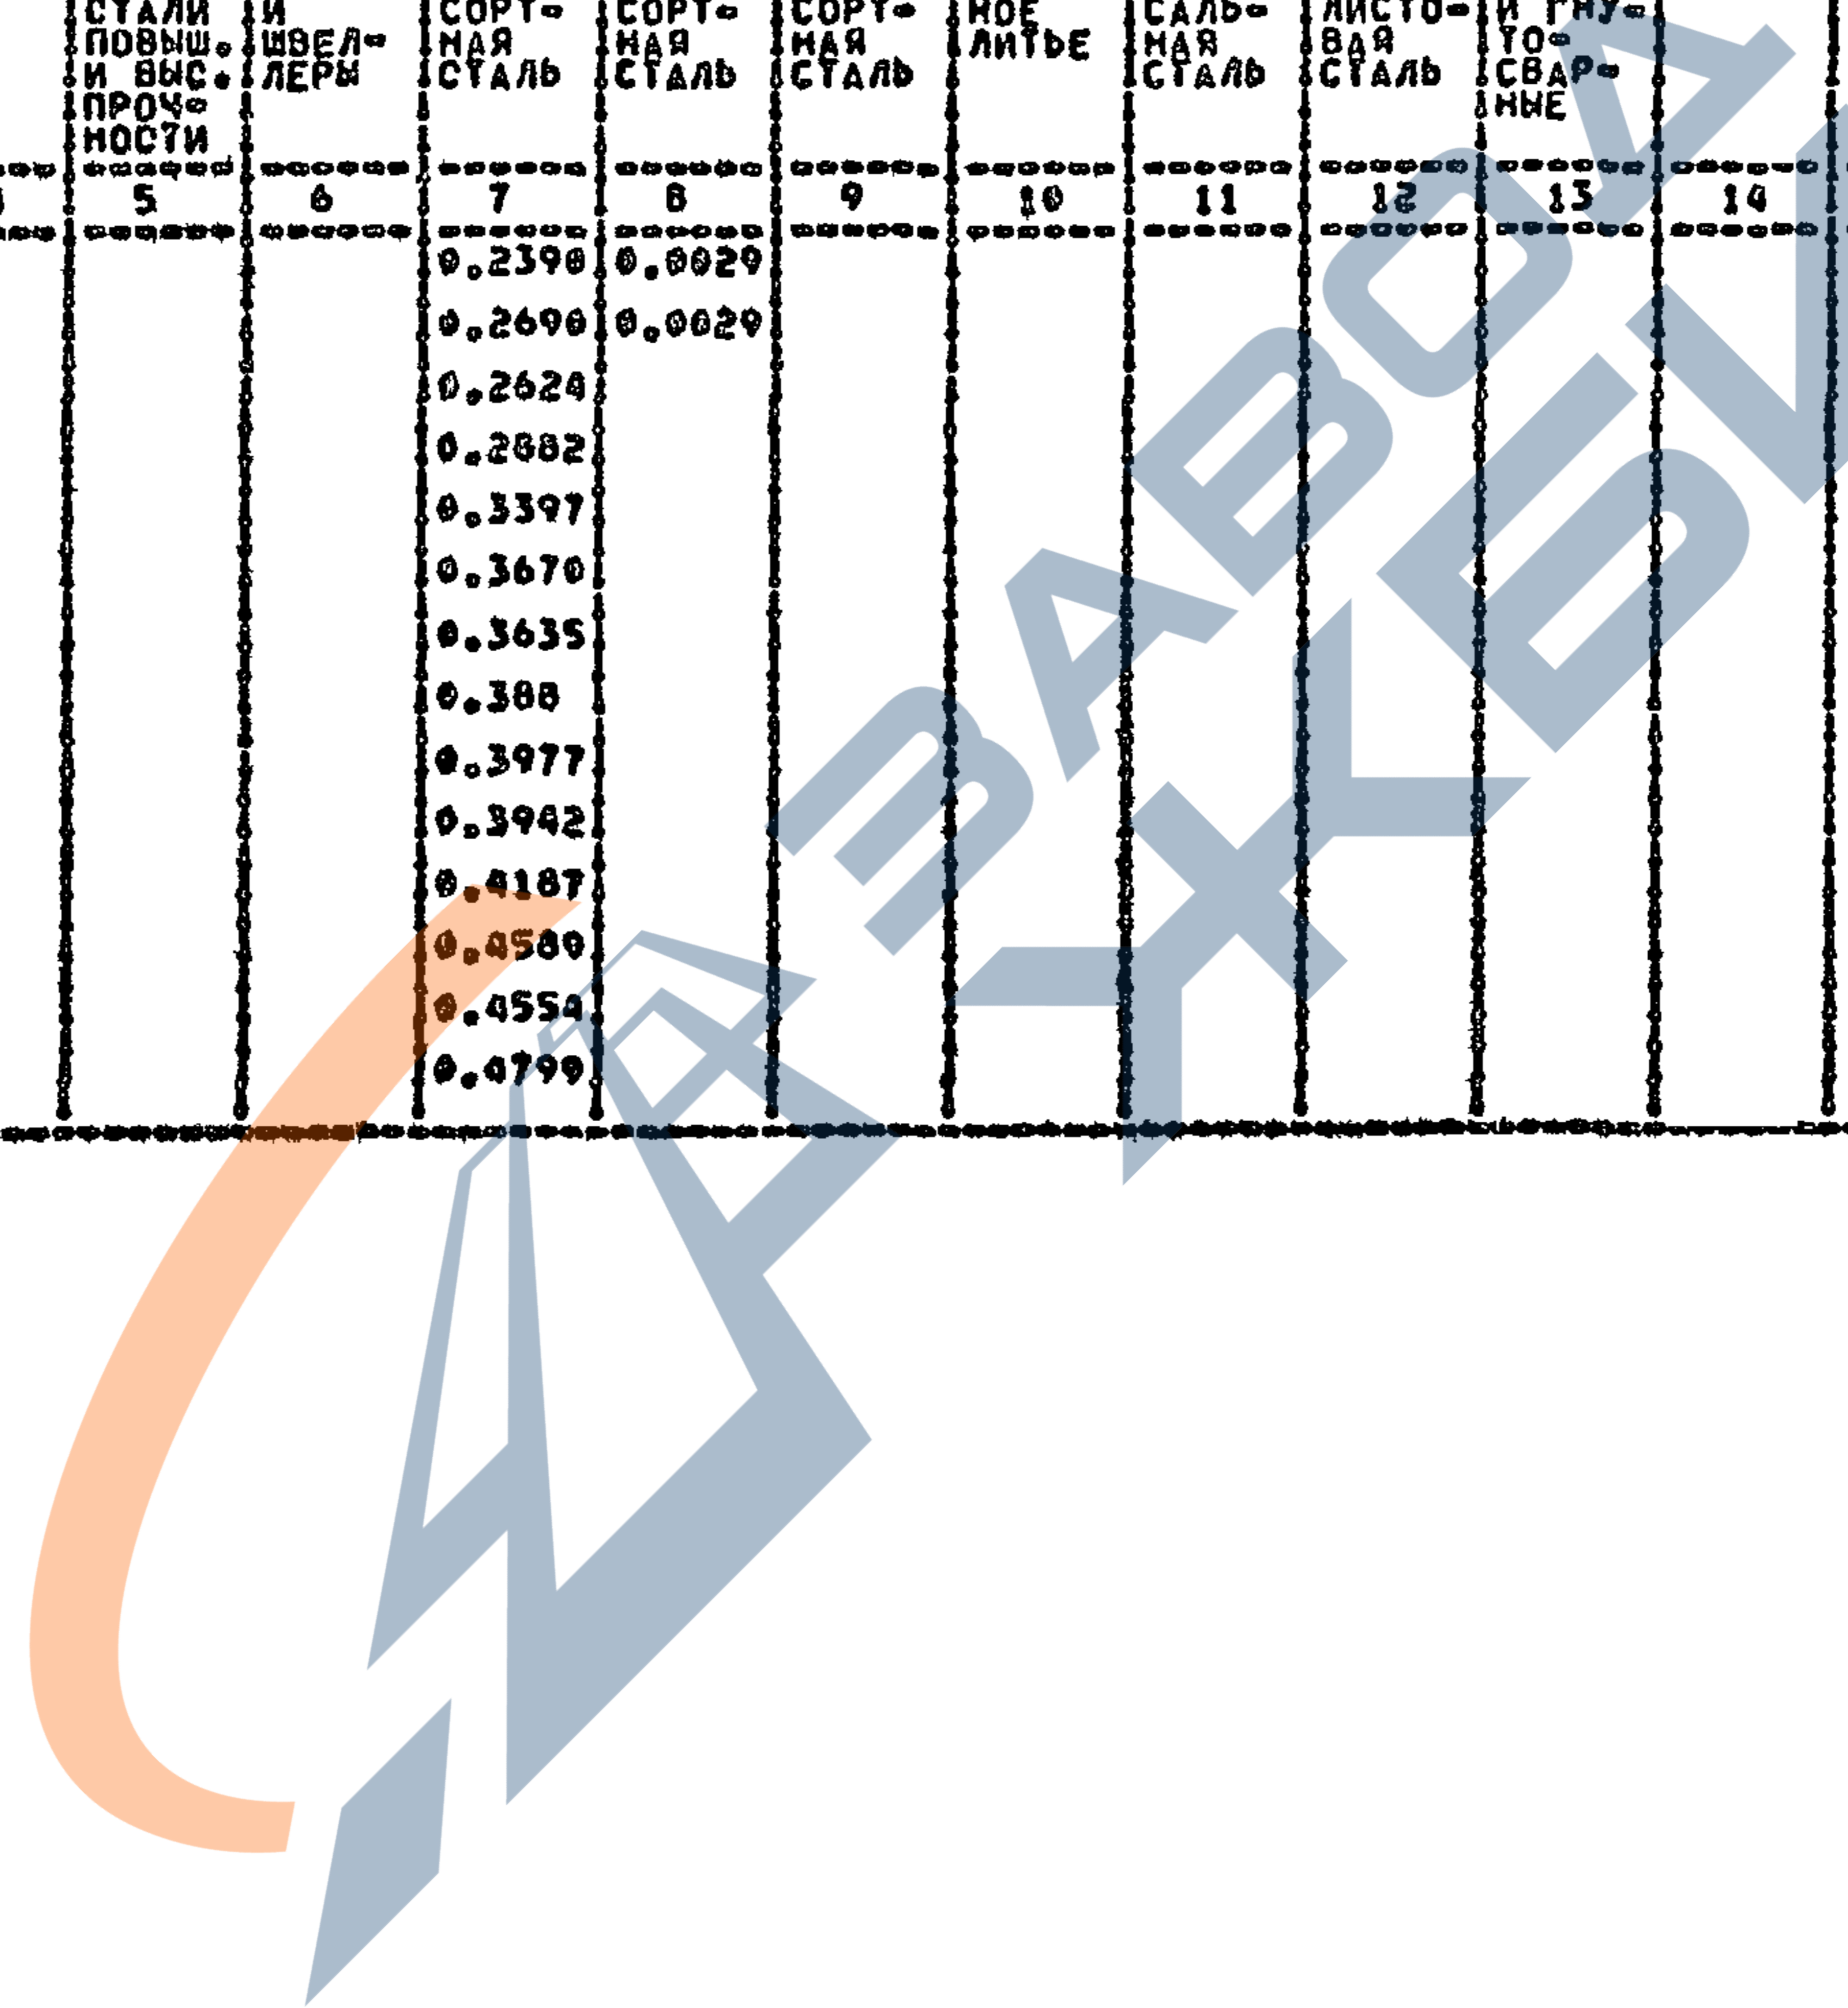 СТАЛИ И СОРТ- СОРТ- СОРТ- НОЕ САЛЬ- ЛИСТО- И ГНУ-
ПОВЫШ. ШВЕЛ- НАЯ НАЯ НАЯ ЛИТЬЕ НАЯ ВАЯ ТО-
И ВЫС. ЛЕРЫ СТАЛЬ СТАЛЬ СТАЛЬ СТАЛЬ СТАЛЬ СВАР-
ПРОЧ- НЫЕ
НОСТИ
5 6 7 8 9 10 11 12 13 14
0.2390 0.0029
0.2690 0.0029
0.2624
0.2882
0.3397
0.3670
0.3635
0.388
0.3977
0.3942
0.4187
0.4580
0.4554
0.4799